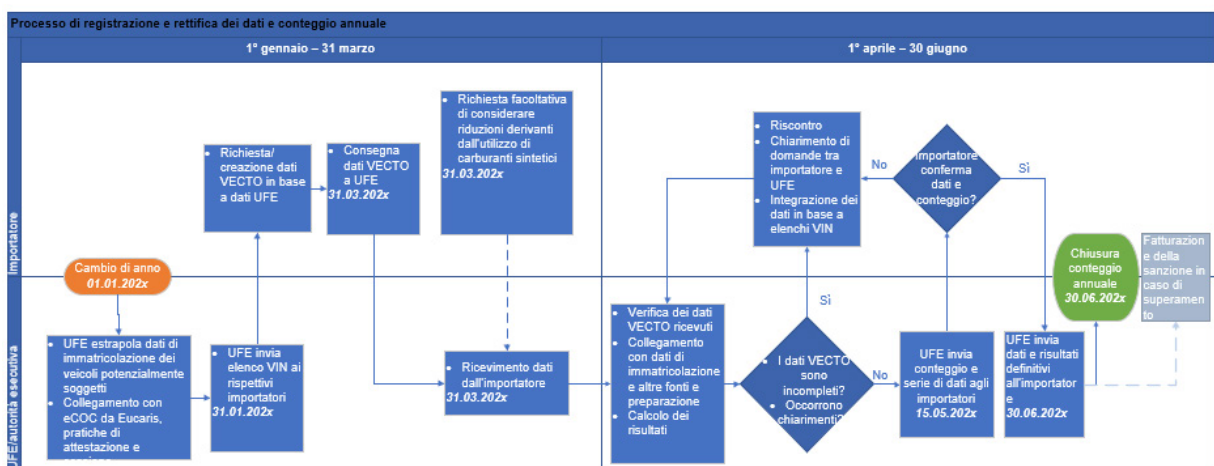 Processo di registrazione e rettifica dei dati e conteggio annuale
1° gennaio – 31 marzo
1° aprile – 30 giugno
Importatore
UFE/autorita esecutiva
Cambio di anno
01.01.202x
• UFE estrapola dati di
immatricolazione dei
veicoli potenzialmente
soggetti
• Collegamento con
eCOC da Eucaris,
pratiche di
attestazione e
• UFE invia
elenco VIN ai
rispettivi
importatori
31.01.202x
• Richiesta/
creazione dati
VECTO in base
a dati UFE
• Consegna
dati VECTO
a UFE
31.03.202x
• Richiesta facoltativa
di considerare
riduzioni derivanti
dall'utilizzo di
carburanti sintetici
31.03.202x
• Ricevimento dati
dall'importatore
31.03.202x
• Verifica dei dati
VECTO ricevuti
• Collegamento
con dati di
immatricolazione
e altre fonti e
preparazione
• Calcolo dei
risultati
• I dati VECTO
sono
incompleti?
• Occorrono
chiarimenti?
Sì
No
• Riscontro
• Chiarimento di
domande tra
importatore e
UFE
• Integrazione dei
dati in base a
elenchi VIN
UFE invia
conteggio e
serie di dati agli
importatori
15.05.202x
Importatore
conferma
dati e
conteggio?
No
Sì
UFE invia
dati e risultati
definitivi
all'importator
e
30.06.202x
Chiusura
conteggio
annuale
30.06.202x
Fatturazion
e della
sanzione in
caso di
superame
nto